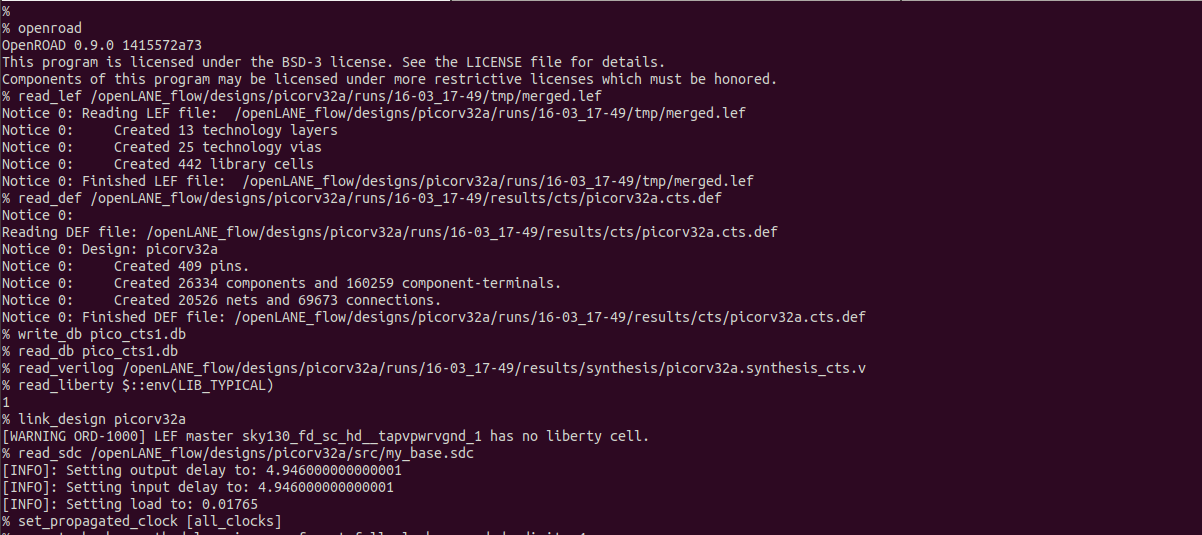 %
% openroad
OpenROAD 0.9.0 1415572a73
This program is licensed under the BSD-3 license. See the LICENSE file for details.
Components of this program may be licensed under more restrictive licenses which must be honored.
% read_lef /openLANE_flow/designs/picorv32a/runs/16-03_17-49/tmp/merged.lef
Notice 0: Reading LEF file:  /openLANE_flow/designs/picorv32a/runs/16-03_17-49/tmp/merged.lef
Notice 0:     Created 13 technology layers
Notice 0:     Created 25 technology vias
Notice 0:     Created 442 library cells
Notice 0: Finished LEF file:  /openLANE_flow/designs/picorv32a/runs/16-03_17-49/tmp/merged.lef
% read_def /openLANE_flow/designs/picorv32a/runs/16-03_17-49/results/cts/picorv32a.cts.def
Notice 0:
Reading DEF file: /openLANE_flow/designs/picorv32a/runs/16-03_17-49/results/cts/picorv32a.cts.def
Notice 0: Design: picorv32a
Notice 0:     Created 409 pins.
Notice 0:     Created 26334 components and 160259 component-terminals.
Notice 0:     Created 20526 nets and 69673 connections.
Notice 0: Finished DEF file: /openLANE_flow/designs/picorv32a/runs/16-03_17-49/results/cts/picorv32a.cts.def
% write_db pico_cts1.db
% read_db pico_cts1.db
% read_verilog /openLANE_flow/designs/picorv32a/runs/16-03_17-49/results/synthesis/picorv32a.synthesis_cts.v
% read_liberty $::env(LIB_TYPICAL)
1
% link_design picorv32a
[WARNING ORD-1000] LEF master sky130_fd_sc_hd__tapvpwrvgnd_1 has no liberty cell.
% read_sdc /openLANE_flow/designs/picorv32a/src/my_base.sdc
[INFO]: Setting output delay to: 4.946000000000001
[INFO]: Setting input delay to: 4.946000000000001
[INFO]: Setting load to: 0.01765
% set_propagated_clock [all_clocks]